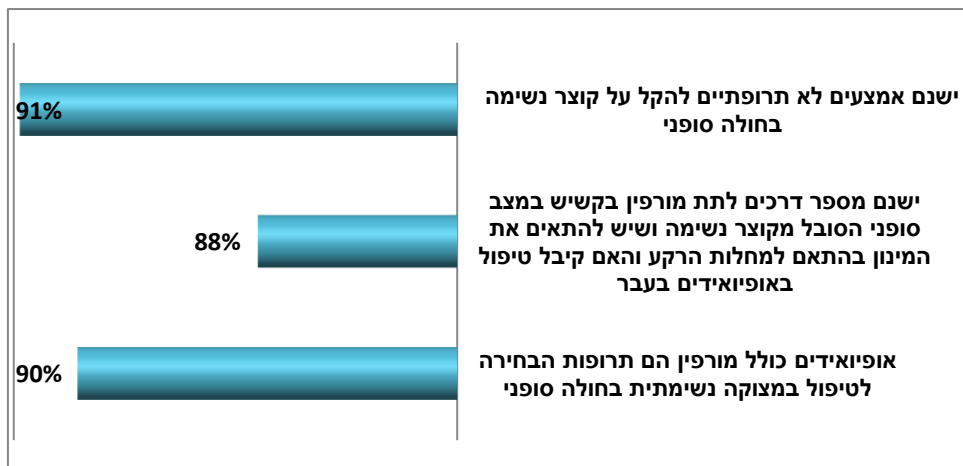 ישנם אמצעים לא תרופתיים להקל על קוצר נשימה
בחולה סופני
91%
ישנם מספר דרכים לתת מורפין בקשיש במצב
סופני הסובל מקוצר נשימה ושיש להתאים את
המינון בהתאם למחלות הרקע והאם קיבל טיפול
באופיואידים בעבר
88%
אופיואידים כולל מורפין הם תרופות הבחירה
לטיפול במצוקה נשימתית בחולה סופני
90%